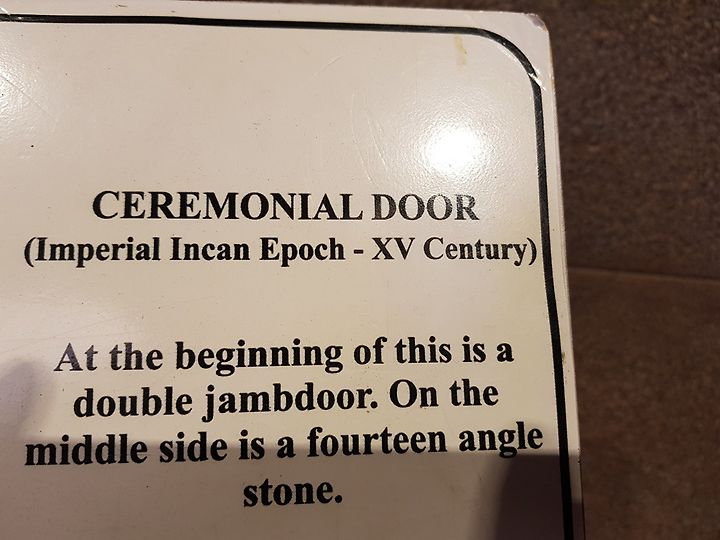 CEREMONIAL DOOR
(Imperial Incan Epoch - XV Century)
At the beginning of this is a
double jambdoor. On the
middle side is a fourteen angle
stone.